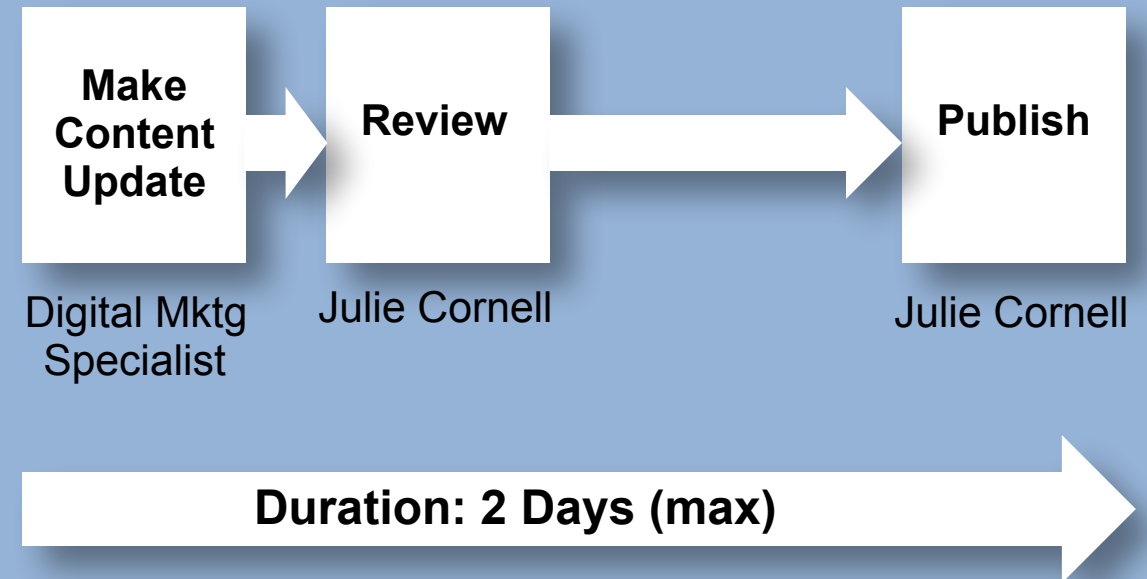 Make
Content
Update
Review
Publish
Digital Mktg
Specialist
Julie Cornell
Julie Cornell
Duration: 2 Days (max)